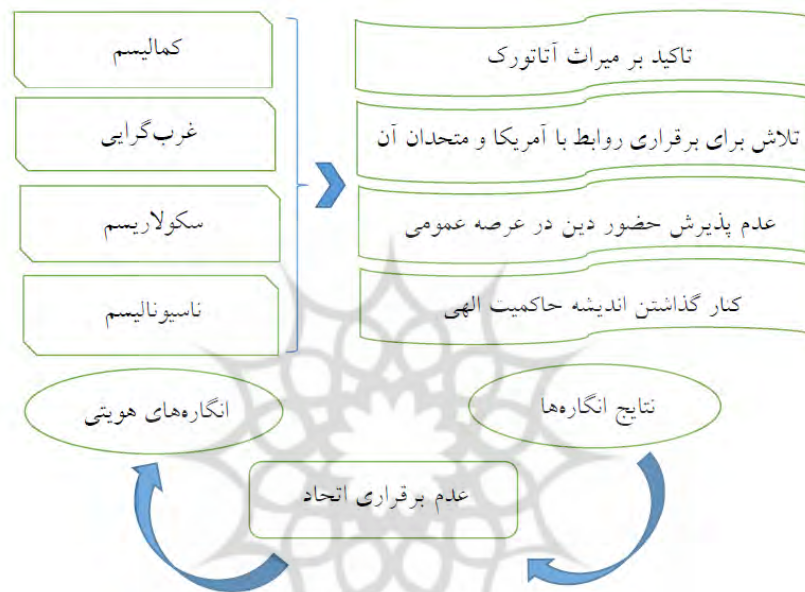 تاکید بر میراث آتاتورک
کمالیسم
تلاش برای برقراری روابط با آمریکا و متحدان آن
غرب‌گرایی
عدم پذیرش حضور دین در عرصه عمومی
سکولاریسم
کنار گذاشتن اندیشه حاکمیت الهی
ناسیونالیسم
نتایج انگاره‌ها
انگاره‌های هویتی
عدم برقراری اتحاد